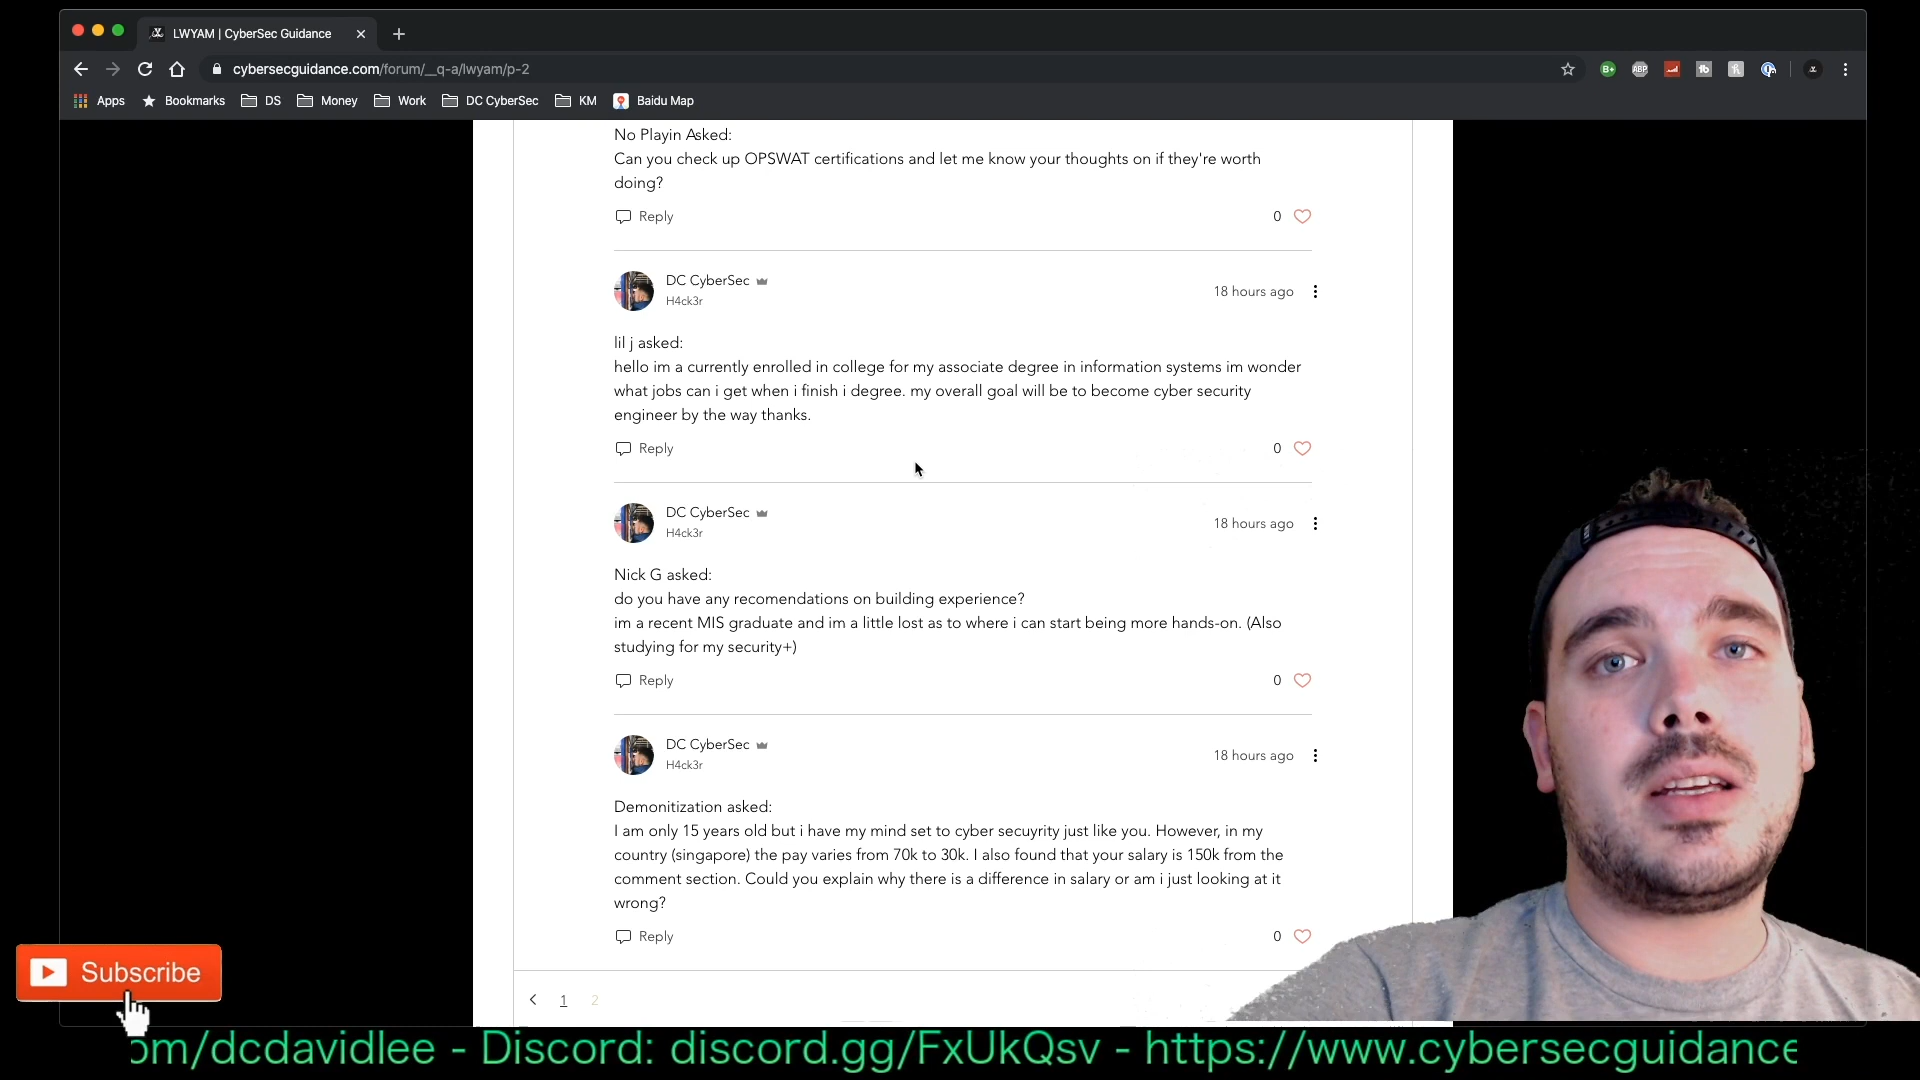 LWYAM | CyberSec Guidance
cybersecguidance.com/forum/__q-a/lwyam/p-2
Apps Bookmarks DS Money Work DC CyberSec KM Baidu Map
No Playin Asked:
Can you check up OPSWAT certifications and let me know your thoughts on if they're worth
doing?
Reply 0
DC CyberSec
H4ck3r
18 hours ago
lil j asked:
hello im a currently enrolled in college for my associate degree in information systems im wonder
what jobs can i get when i finish i degree. my overall goal will be to become cyber security
engineer by the way thanks.
Reply 0
DC CyberSec
H4ck3r
18 hours ago
Nick G asked:
do you have any recomendations on building experience?
im a recent MIS graduate and im a little lost as to where i can start being more hands-on. (Also
studying for my security+)
Reply 0
DC CyberSec
H4ck3r
18 hours ago
Demonitization asked:
I am only 15 years old but i have my mind set to cyber secuyrity just like you. However, in my
country (singapore) the pay varies from 70k to 30k. I also found that your salary is 150k from the
comment section. Could you explain why there is a difference in salary or am i just looking at it
wrong?
Reply 0
1 2
Subscribe
om/dcdavidlee - Discord: discord.gg/FxUkQsv - https://www.cybersecguidance